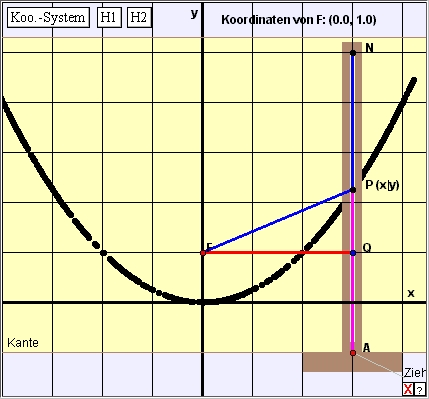 Koo.-System H1 H2 y Koordinaten von F: (0.0, 1.0)
N
P (x|y)
F Q
x
Kante A
Zieh
X ?